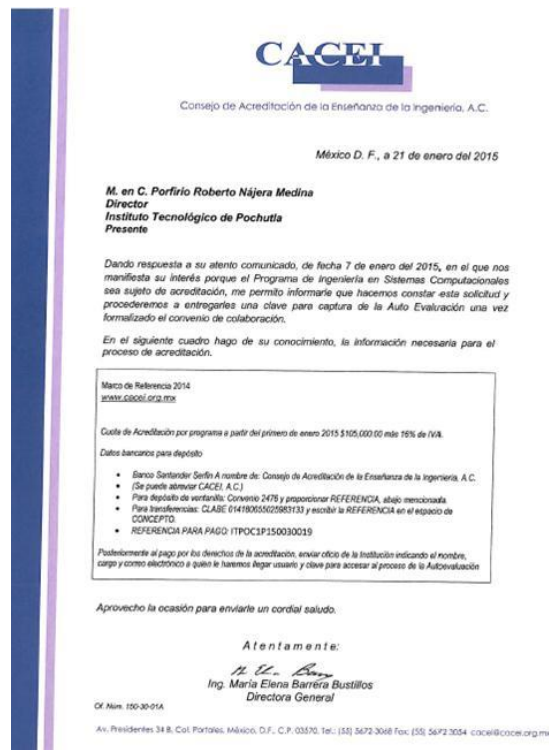 CACEI
Consejo de Acreditación de la Enseñanza de la Ingeniería, A.C.
México D. F., a 21 de enero del 2015
M. en C. Porfirio Roberto Nájera Medina
Director
Instituto Tecnológico de Pochutla
Presente
Dando respuesta a su atento comunicado, de fecha 7 de enero del 2015, en el que nos
manifiesta su interés porque el Programa de Ingeniería en Sistemas Computacionales
sea sujeto de acreditación, me permito informarle que hacemos constar esta solicitud y
procederemos a entregarles una clave para captura de la Auto Evaluación una vez
formalizado el convenio de colaboración.
En el siguiente cuadro hago de su conocimiento, la información necesaria para el
proceso de acreditación.
Marco de Referencia 2014
www.cacei.org.mx
Cuota de Acreditación por programa a partir del primero de enero 2015 $105,000.00 más 16% de IVA.
Datos bancarios para depósito
• Banco Santander Serfín A nombre de: Consejo de Acreditación de la Enseñanza de la Ingeniería, A.C.
• (Se puede abreviar CACEI, A.C.)
• Para depósito de ventanilla: Convenio 2476 y proporcionar REFERENCIA, abajo mencionada.
• Para transferencias: CLABE y escribir la REFERENCIA en el espacio de
CONCEPTO.
• REFERENCIA PARA PAGO: ITPOC1P150030019
Posteriormente al pago por los derechos de la acreditación, enviar oficio de la Institución indicando el nombre,
cargo y correo electrónico a quien le haremos llegar usuario y clave para accesar al proceso de la Autoevaluación
Aprovecho la ocasión para enviarle un cordial saludo.
Atentamente:
Ing. María Elena Barrera Bustillos
Directora General
Of. Núm. 150-30-01A
Av. Presidentes 34 B, Col. Portales, México, D.F., C.P. 03570, Tel.: (55) 5672-3068 Fax: (55) 5672 3054 cacei@cacei.org.mx